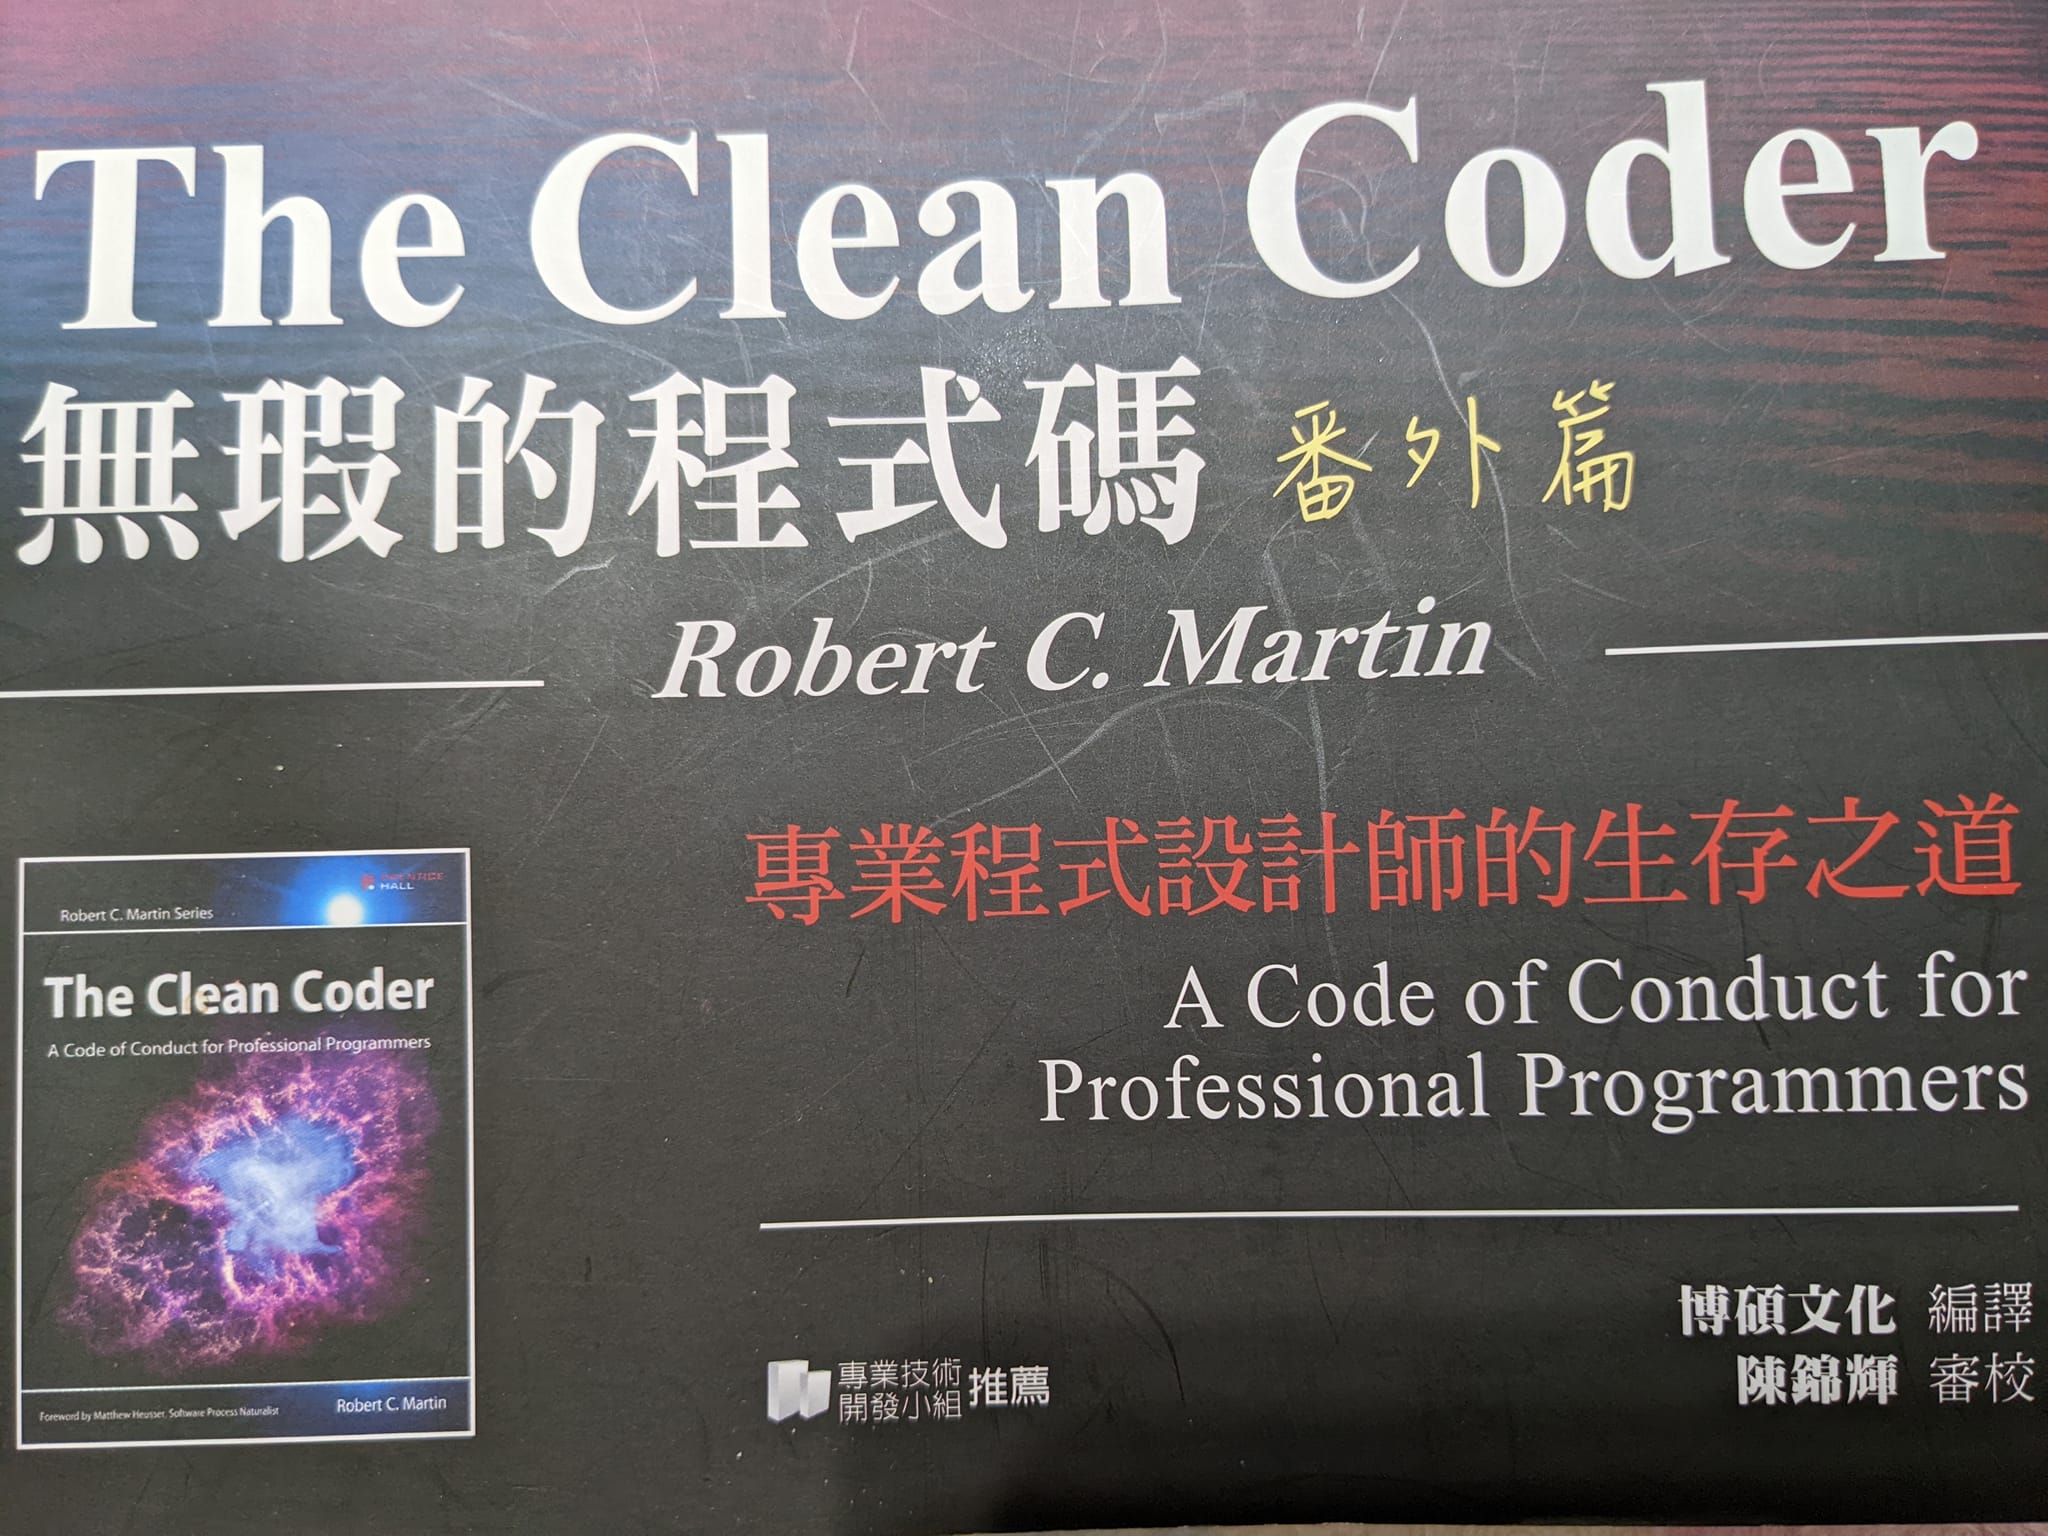 The Clean Coder
無瑕的程式碼 番外篇
Robert C. Martin
專業程式設計師的生存之道
A Code of Conduct for
Professional Programmers
PRENTICE
HALL
Robert C. Martin Series
The Clean Coder
A Code of Conduct for Professional Programmers
Foreword by Matthew Heusser, Software Process Naturalist
Robert C. Martin
專業技術
開發小組 推薦
博碩文化 編譯
陳錦輝 審校